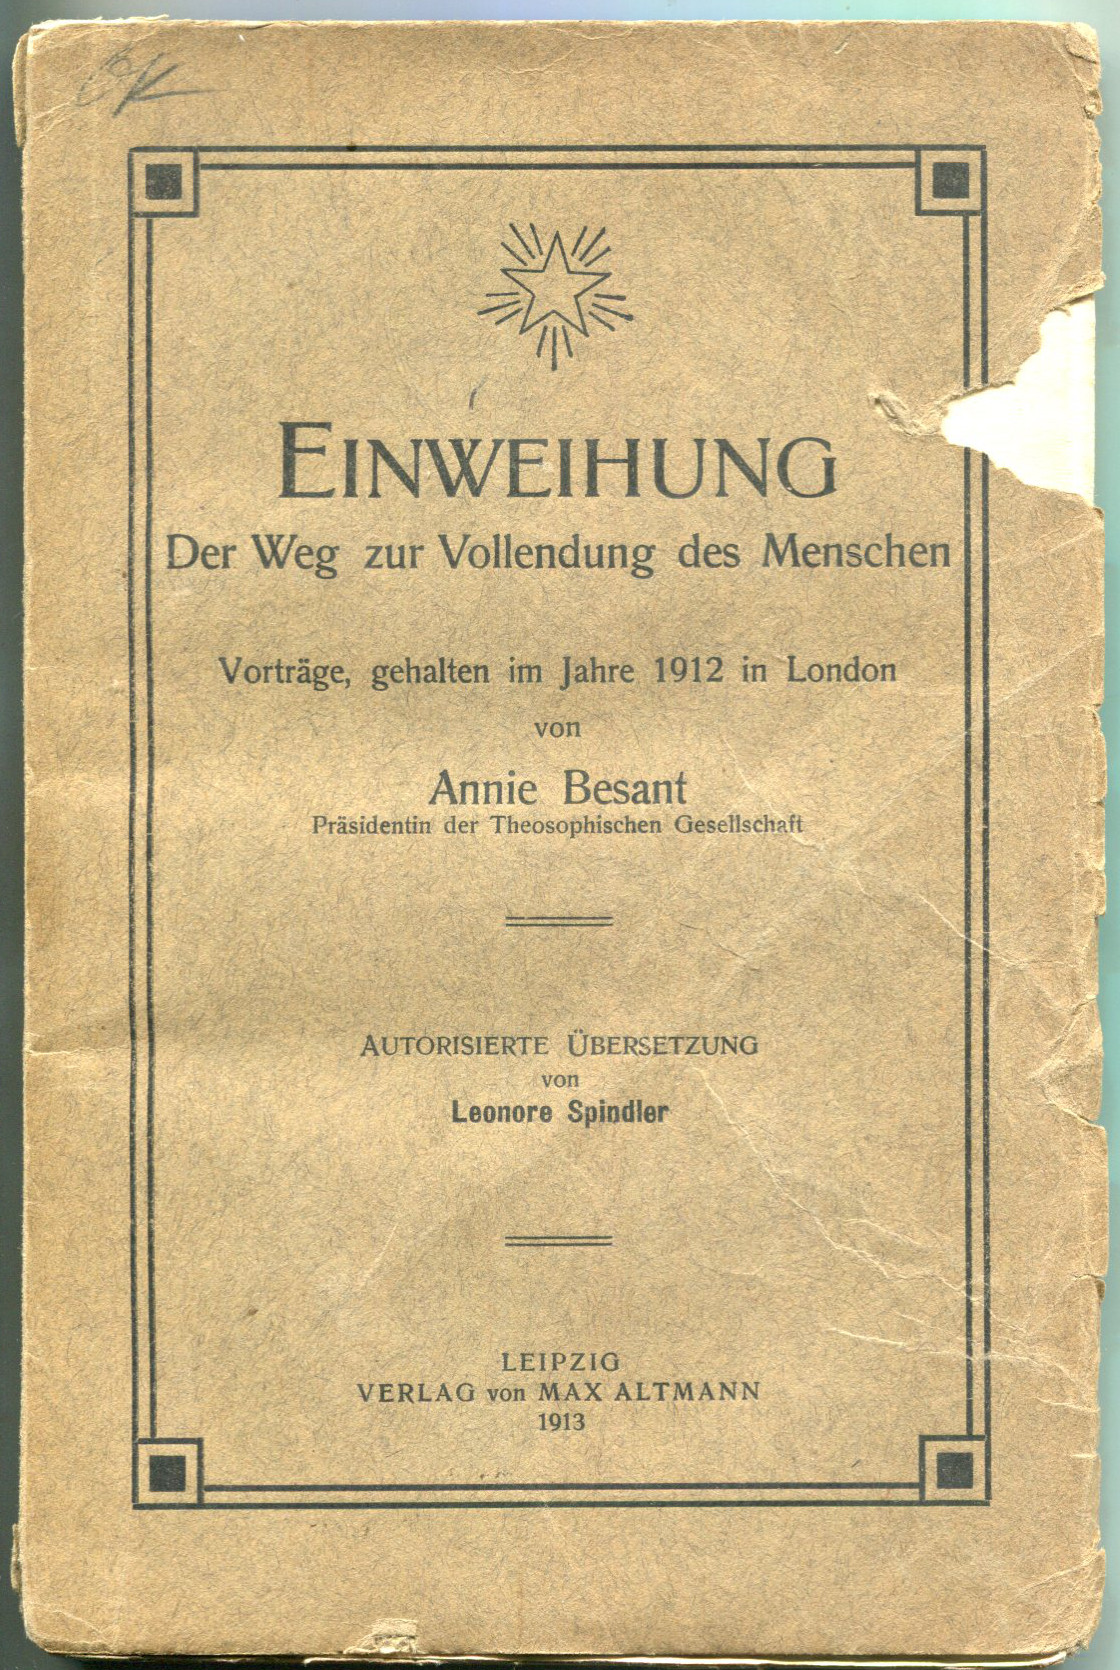 EINWEIHUNG
Der Weg zur Vollendung des Menschen
Vorträge, gehalten im Jahre 1912 in London
von
Annie Besant
Präsidentin der Theosophischen Gesellschaft
AUTORISIERTE ÜBERSETZUNG
von
Leonore Spindler
LEIPZIG
VERLAG von MAX ALTMANN
1913